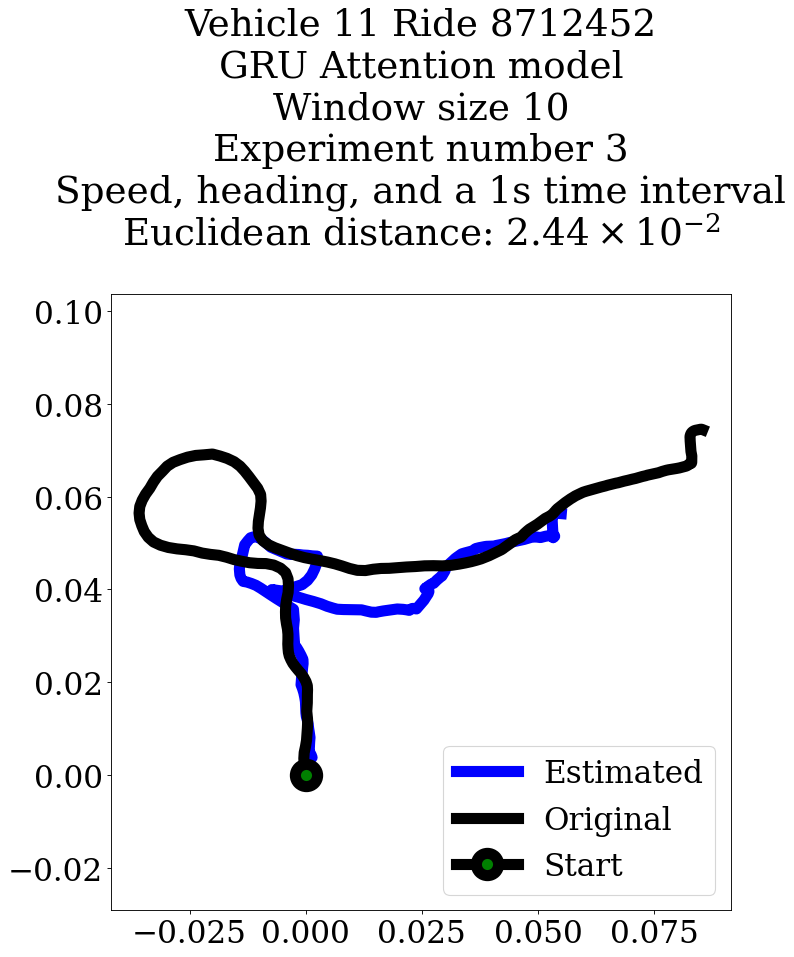 Vehicle 11 Ride 8712452
GRU Attention model
Window size 10
Experiment number 3
Speed, heading, and a 1s time interval
Euclidean distance: 2.44 × 10⁻²
0.10
0.08
0.06
0.04
0.02
0.00
−0.02
−0.025 0.000 0.025 0.050 0.075
Estimated
Original
Start